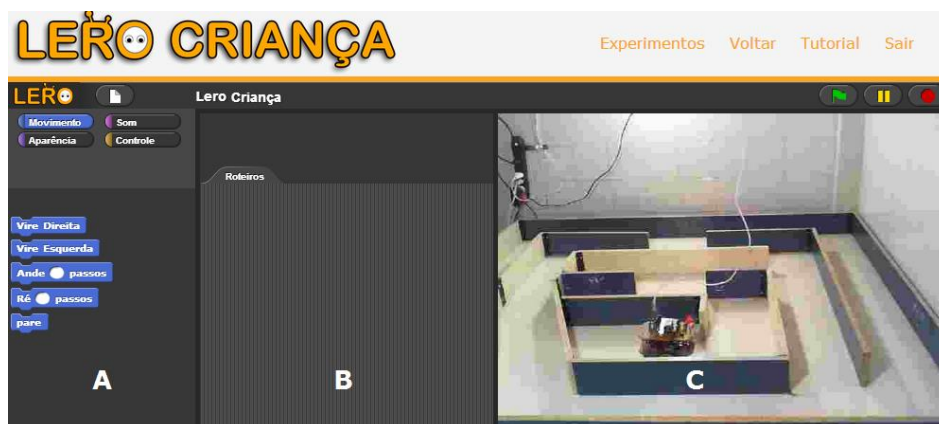 LERO CRIANÇA
Experimentos Voltar Tutorial Sair
LERO Lero Criança
Movimento Som
Aparência Controle
Roteiros
Vire Direita
Vire Esquerda
Ande passos
Ré passos
pare
A B C